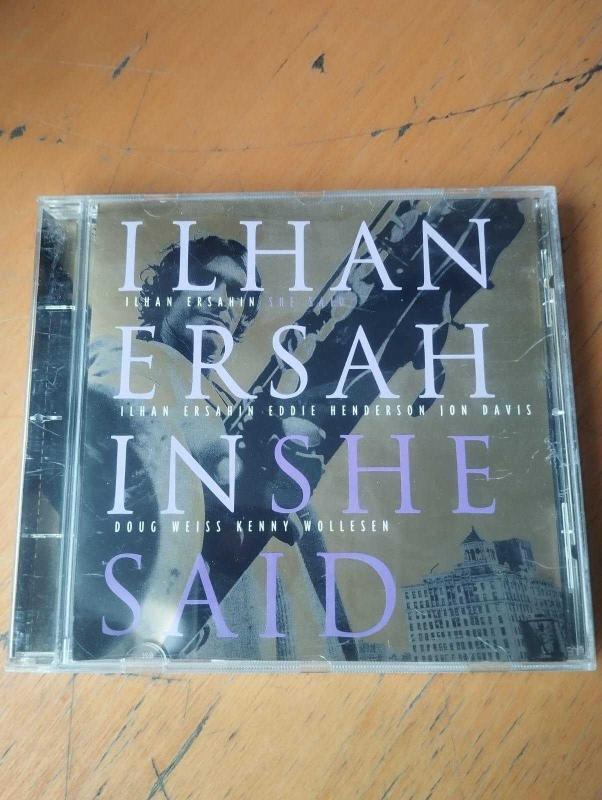 ILHAN
ILHAN ERSAHIN SHE SAID
ERSAH
ILHAN ERSAHIN EDDIE HENDERSON JON DAVIS
INSHE
DOUG WEISS KENNY WOLLESEN
SAID